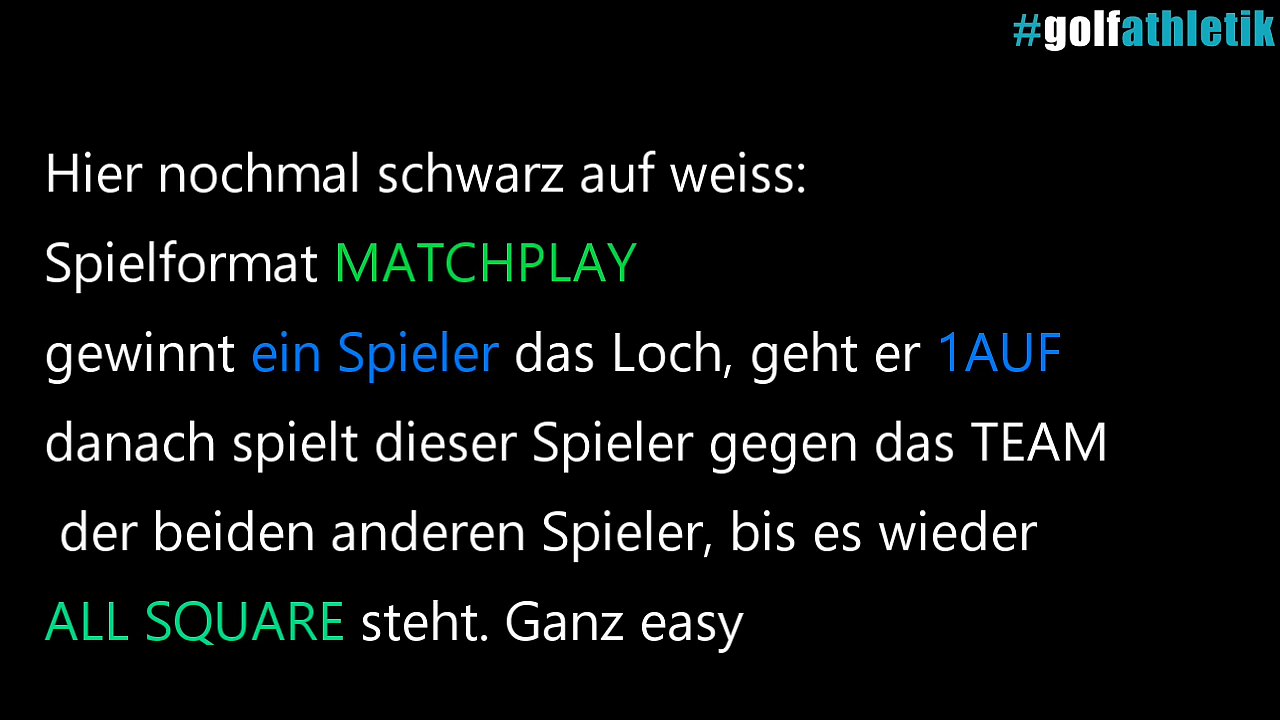 #golfathletik
Hier nochmal schwarz auf weiss:
Spielformat MATCHPLAY
gewinnt ein Spieler das Loch, geht er 1AUF
danach spielt dieser Spieler gegen das TEAM
der beiden anderen Spieler, bis es wieder
ALL SQUARE steht. Ganz easy